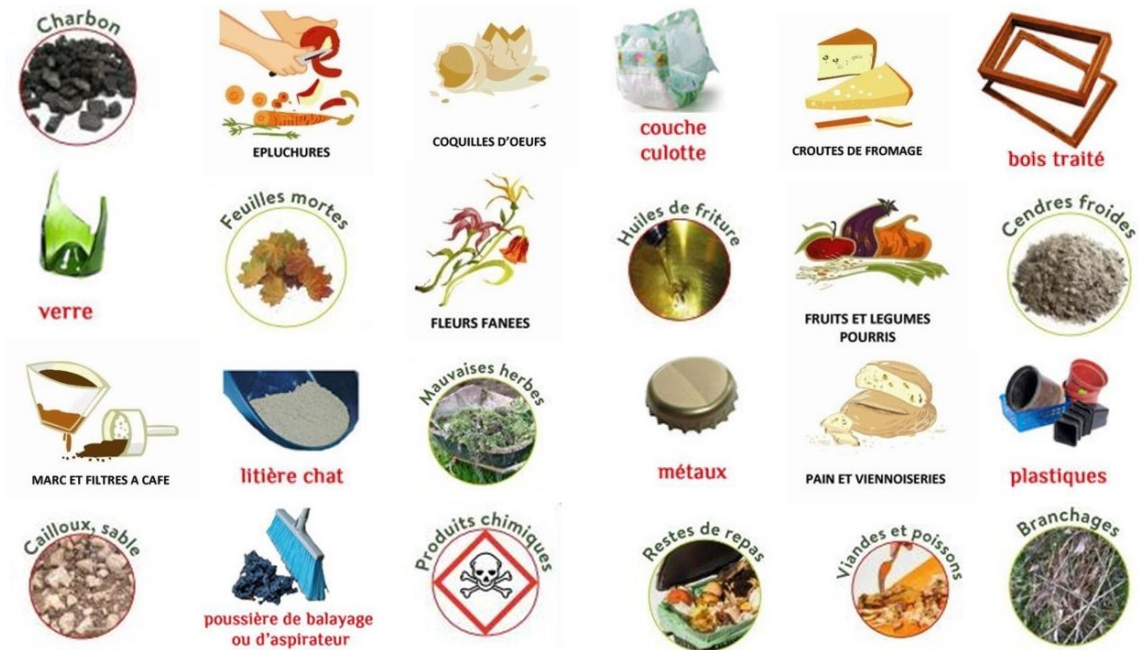 Charbon
EPLUCHURES
COQUILLES D'OEUFS
couche
culotte
CROUTES DE FROMAGE
bois traité
verre
Feuilles mortes
FLEURS FANEES
Huiles de friture
FRUITS ET LEGUMES
POURRIS
Cendres froides
MARC ET FILTRES A CAFE
litière chat
Mauvaises herbes
métaux
PAIN ET VIENNOISERIES
plastiques
Cailloux, sable
poussière de balayage
ou d'aspirateur
Produits chimiques
Restes de repas
Viandes et poissons
Branchages